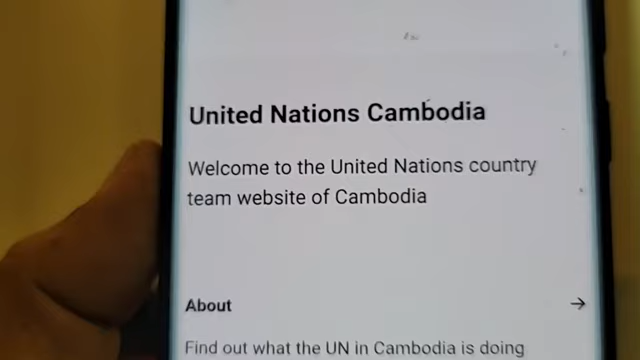 United Nations Cambodia
Welcome to the United Nations country
team website of Cambodia
About →
Find out what the UN in Cambodia is doing